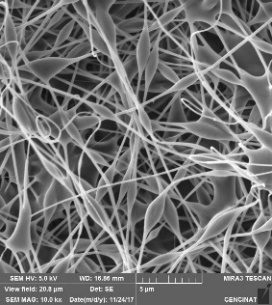 SEM HV: 5.0 kV WD: 16.86 mm MIRA3 TESCAN
View field: 20.8 µm Det: SE 5 µm
SEM MAG: 10.0 kx Date(m/d/y): 11/24/17 GENCINAT